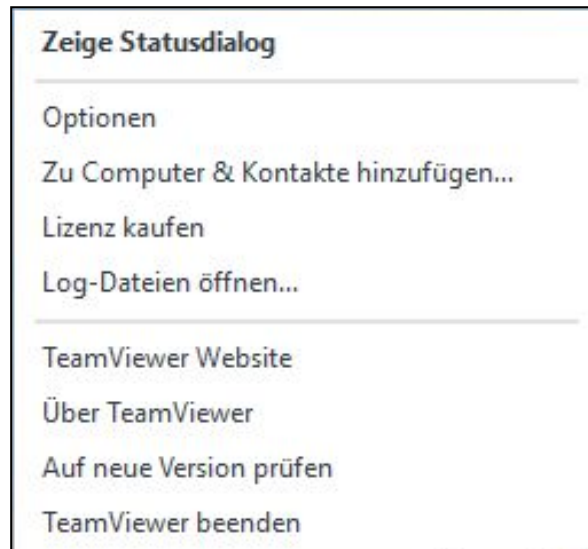 Zeige Statusdialog
Optionen
Zu Computer & Kontakte hinzufügen...
Lizenz kaufen
Log-Dateien öffnen...
TeamViewer Website
Über TeamViewer
Auf neue Version prüfen
TeamViewer beenden